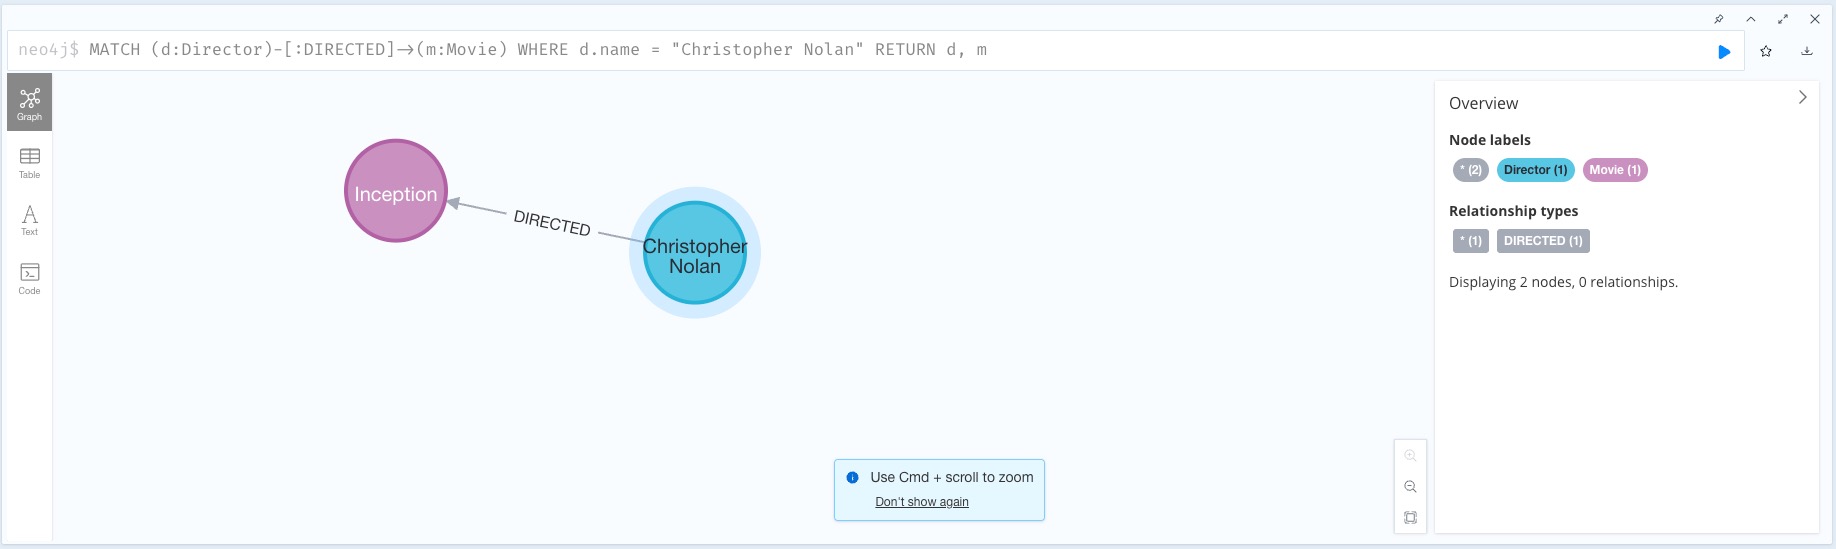 neo4j$ MATCH (d:Director)-[:DIRECTED]→(m:Movie) WHERE d.name = "Christopher Nolan" RETURN d, m
Graph
Table
Text
Code
Inception
DIRECTED
Christopher
Nolan
Use Cmd + scroll to zoom
Don't show again
Overview
Node labels
* (2) Director (1) Movie (1)
Relationship types
* (1) DIRECTED (1)
Displaying 2 nodes, 0 relationships.